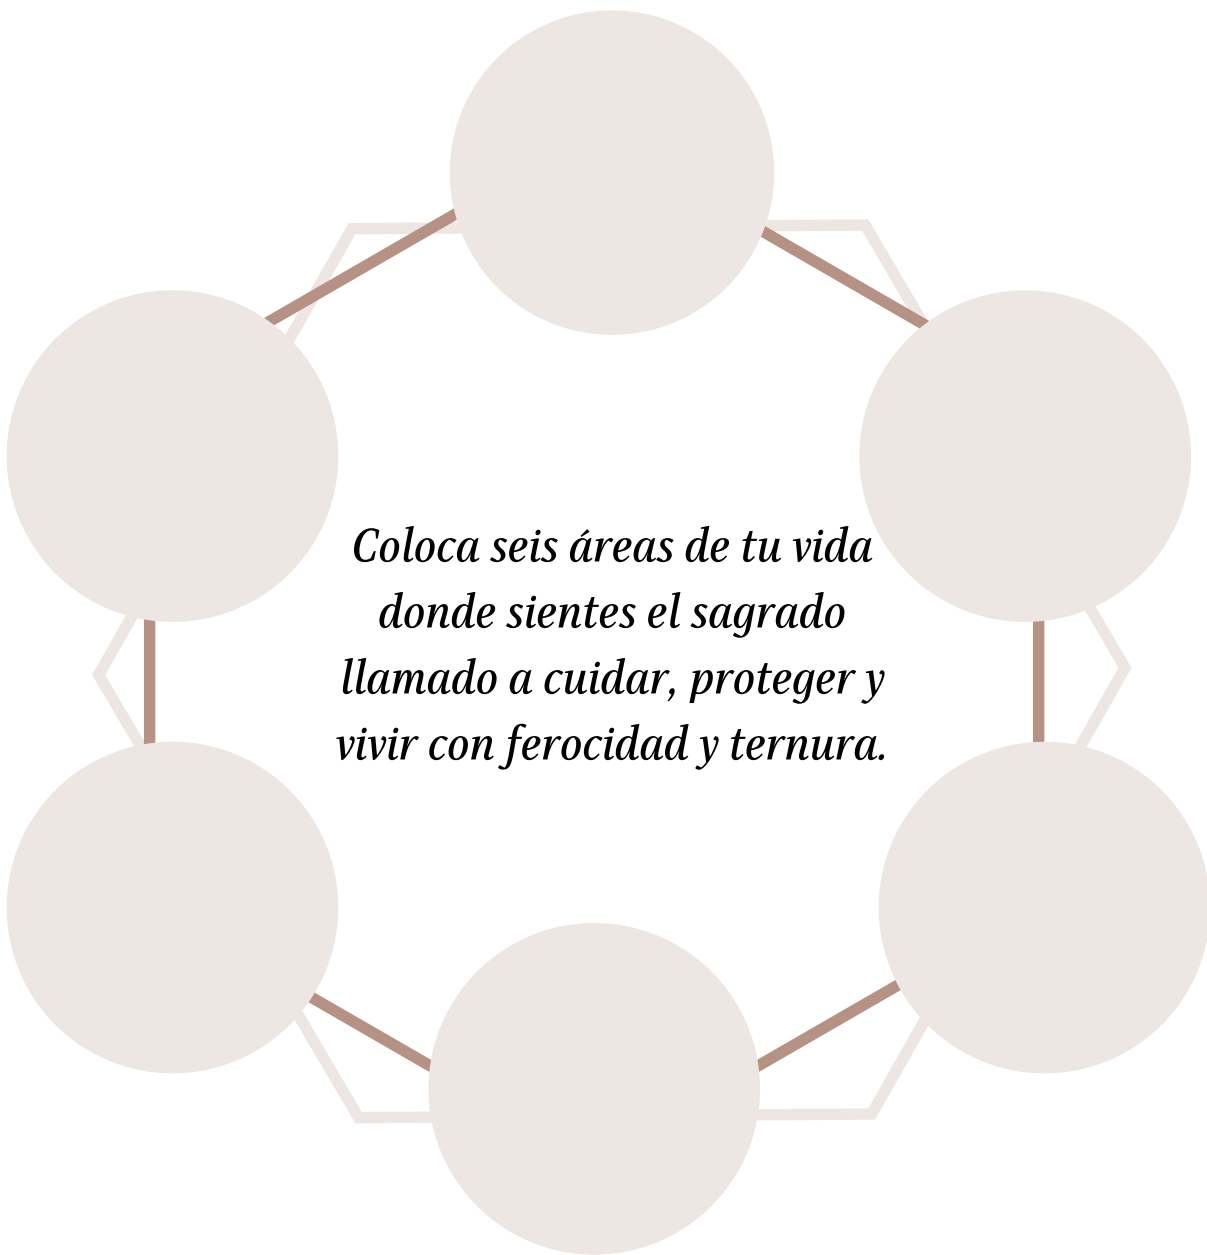 Coloca seis áreas de tu vida
donde sientes el sagrado
llamado a cuidar, proteger y
vivir con ferocidad y ternura.